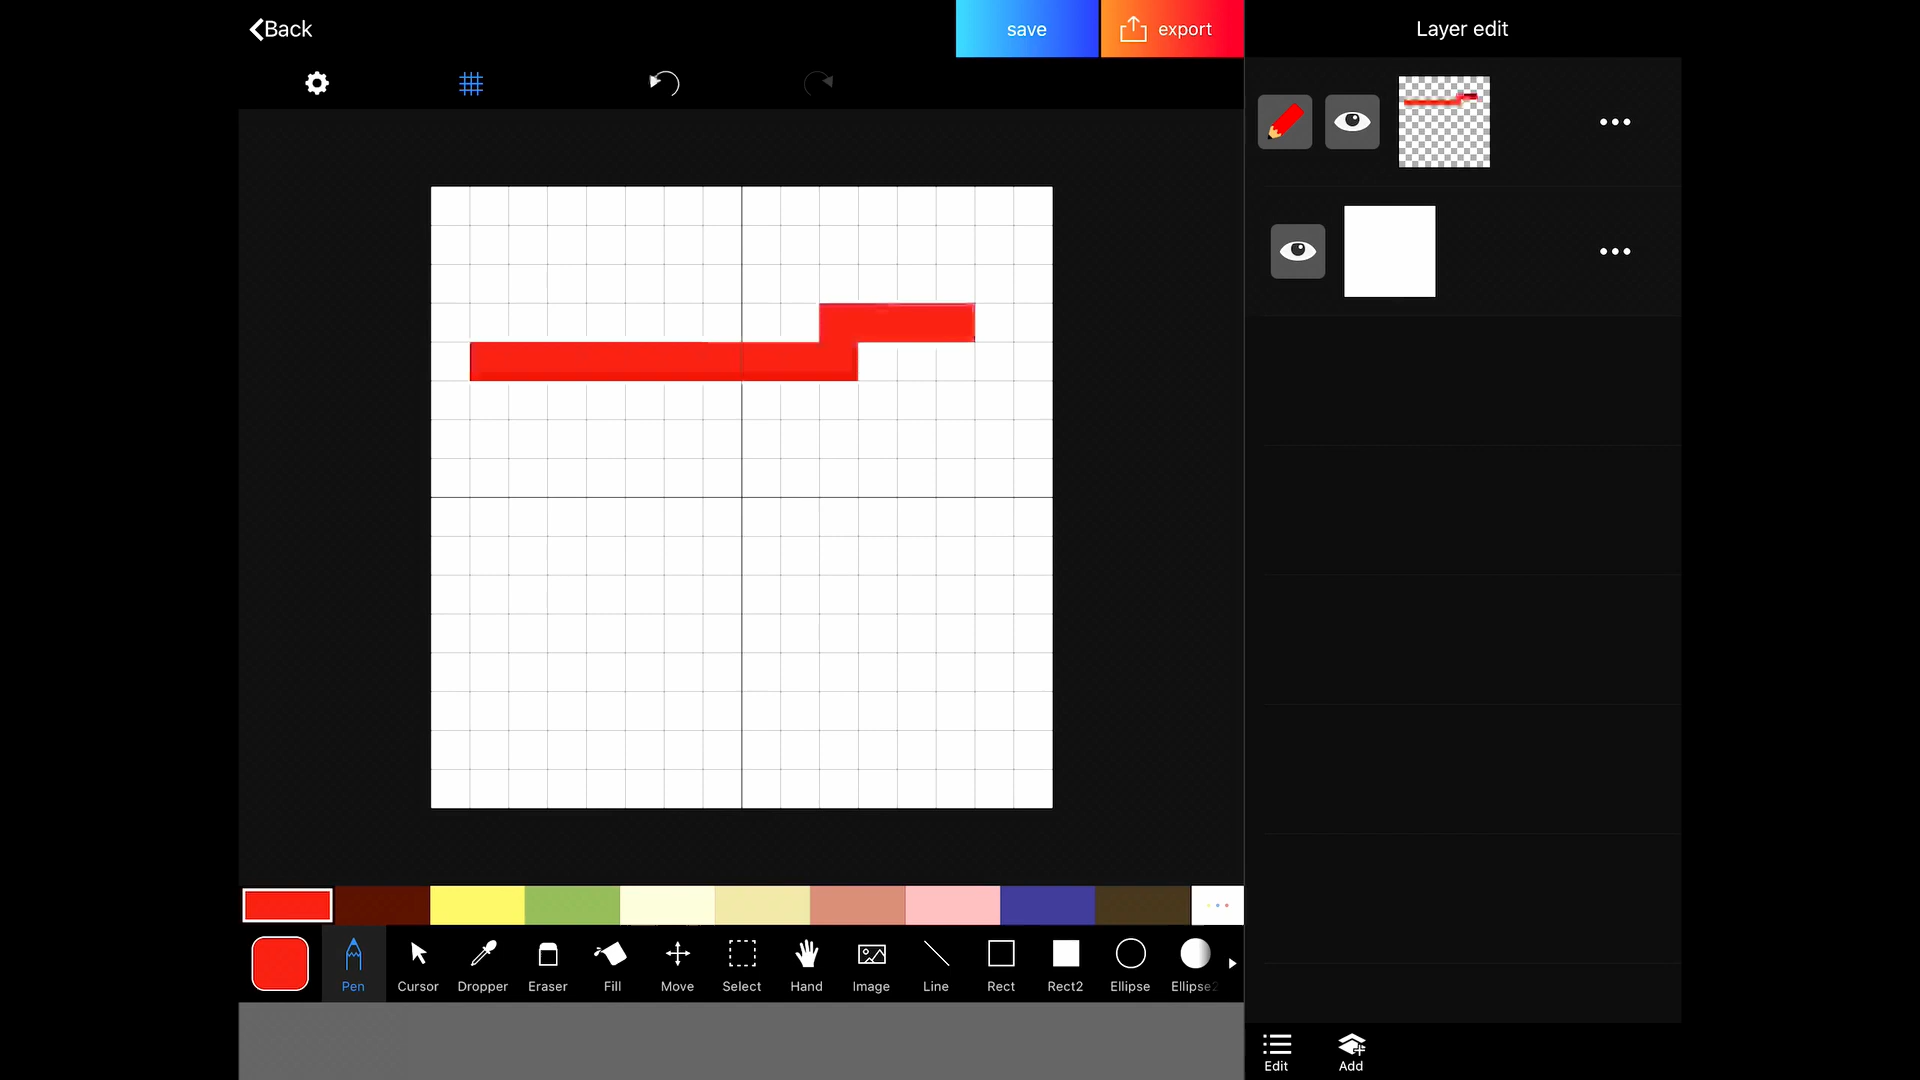 Back
save
export
Layer edit
Pen
Cursor
Dropper
Eraser
Fill
Move
Select
Hand
Image
Line
Rect
Rect2
Ellipse
Ellipse2
Edit
Add